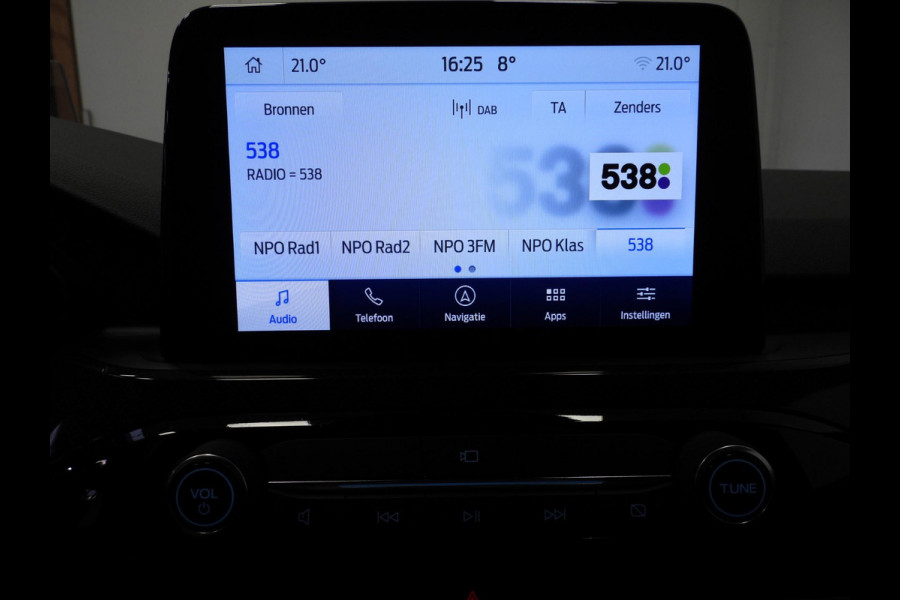 21.0° 16:25 8° 21.0°
Bronnen DAB TA Zenders
538
RADIO = 538
538
NPO Rad1 NPO Rad2 NPO 3FM NPO Klas 538
Audio Telefoon Navigatie Apps Instellingen
VOL TUNE